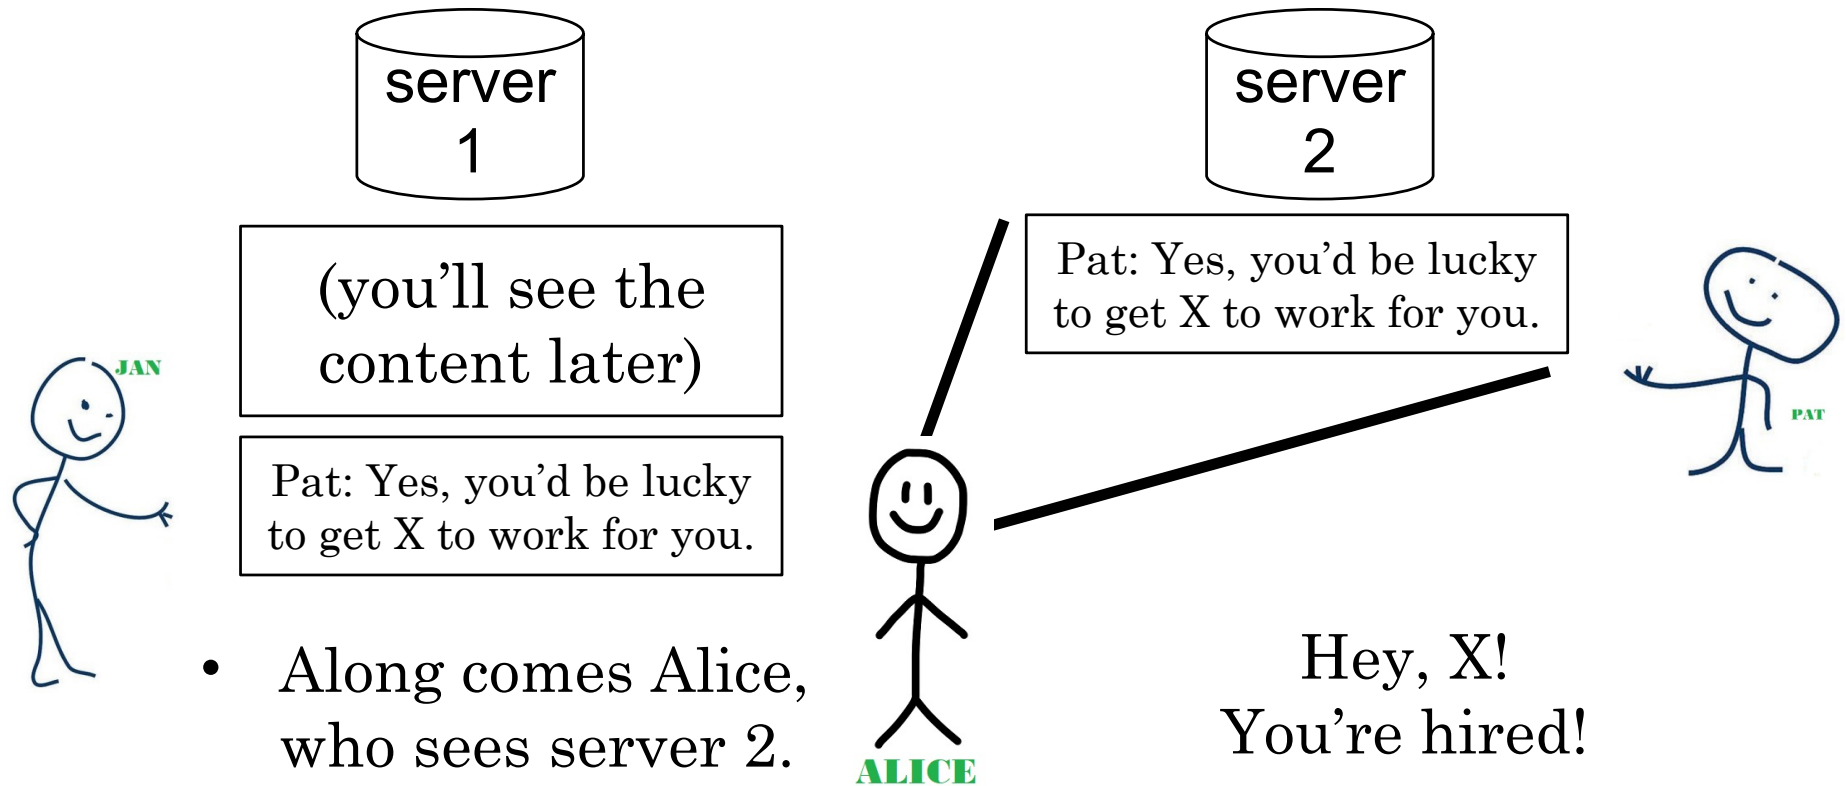 server
1
server
2
(you'll see the
content later)
Pat: Yes, you'd be lucky
to get X to work for you.
Pat: Yes, you'd be lucky
to get X to work for you.
JAN
PAT
• Along comes Alice,
who sees server 2.
ALICE
Hey, X!
You're hired!